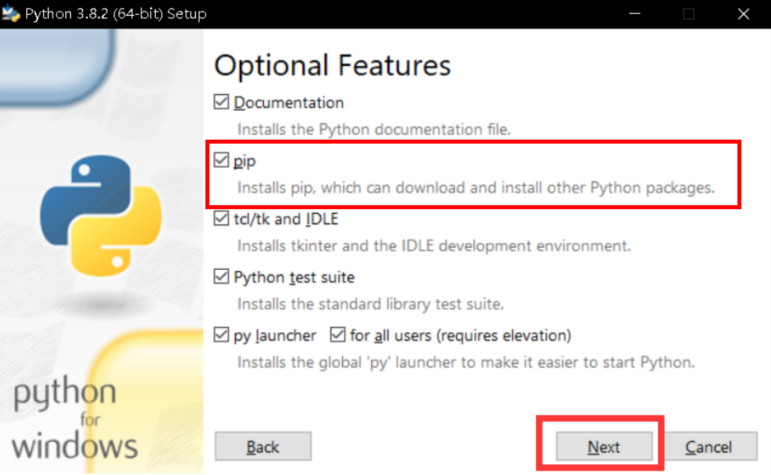 Python 3.8.2 (64-bit) Setup
Optional Features
Documentation
Installs the Python documentation file.
pip
Installs pip, which can download and install other Python packages.
tcl/tk and IDLE
Installs tkinter and the IDLE development environment.
Python test suite
Installs the standard library test suite.
py launcher for all users (requires elevation)
Installs the global 'py' launcher to make it easier to start Python.
python
for
windows
Back Next Cancel